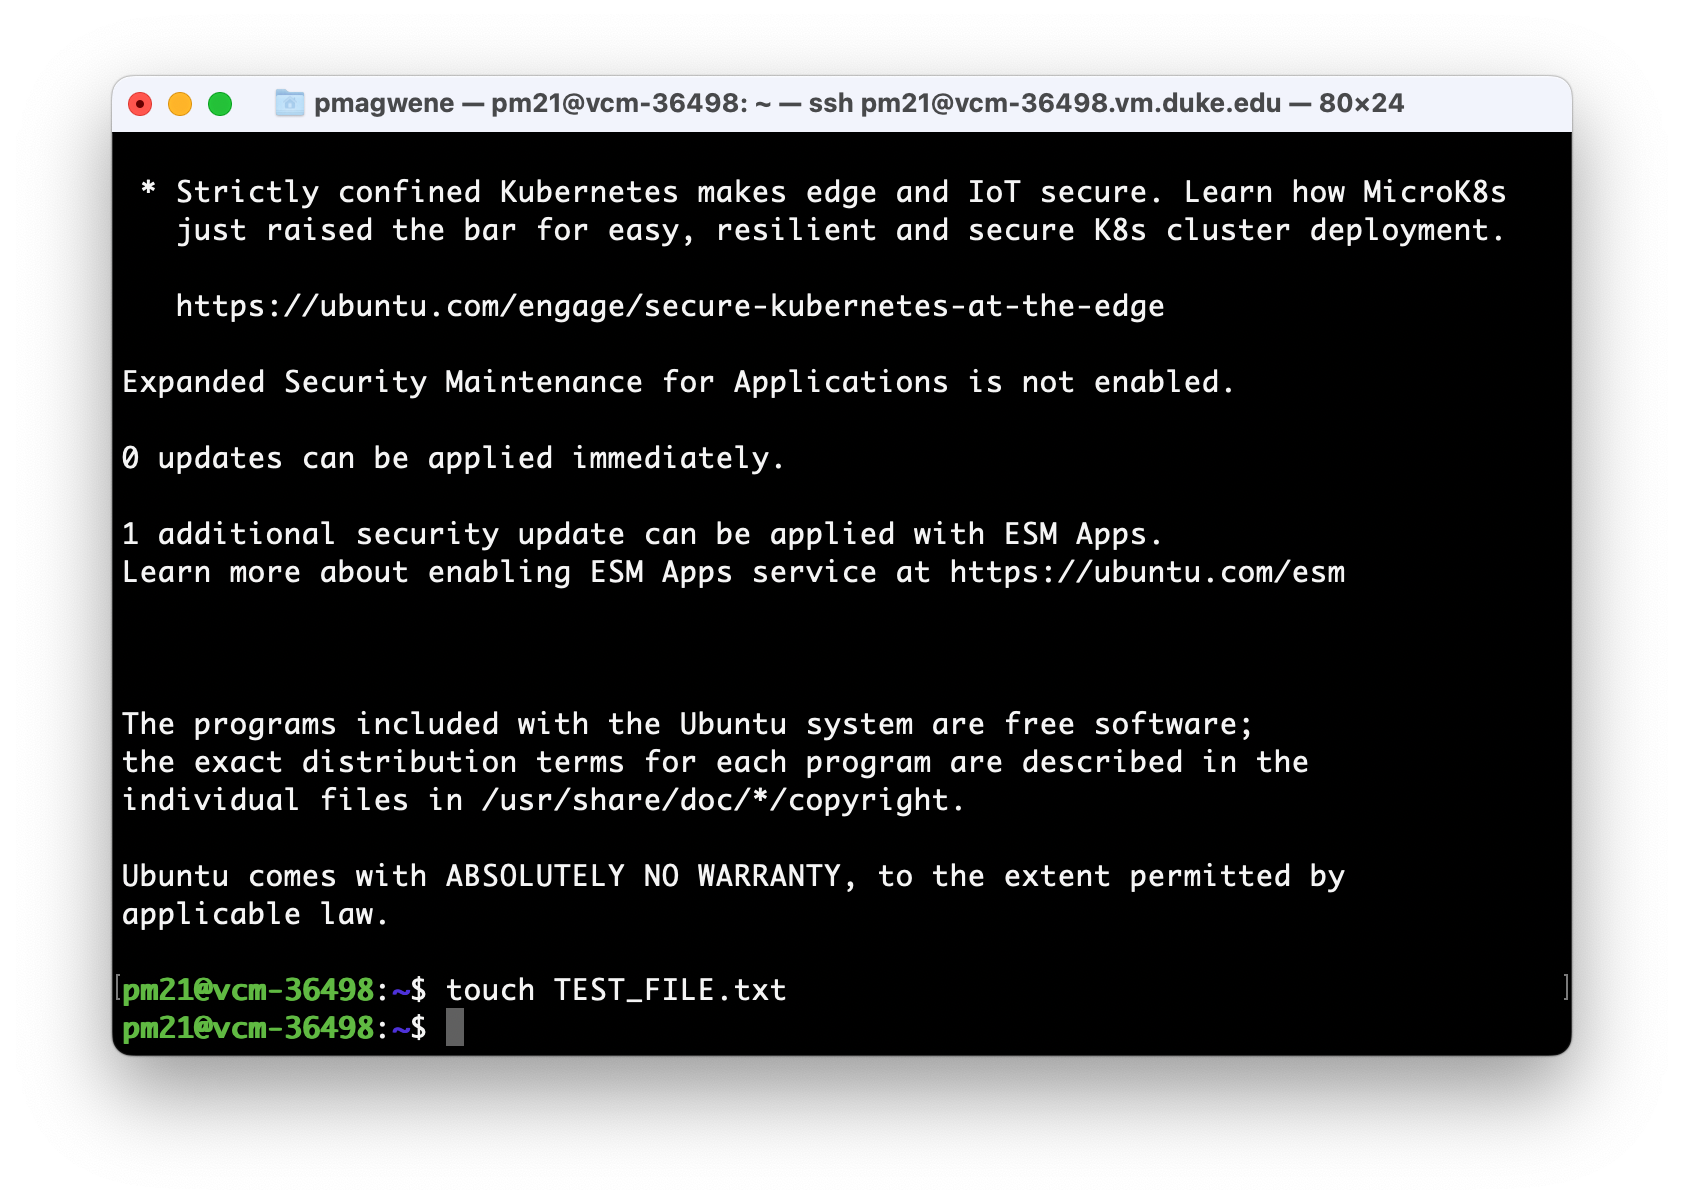 pmagwene — pm21@vcm-36498: ~ — ssh pm21@vcm-36498.vm.duke.edu — 80×24
* Strictly confined Kubernetes makes edge and IoT secure. Learn how MicroK8s
just raised the bar for easy, resilient and secure K8s cluster deployment.
https://ubuntu.com/engage/secure-kubernetes-at-the-edge
Expanded Security Maintenance for Applications is not enabled.
0 updates can be applied immediately.
1 additional security update can be applied with ESM Apps.
Learn more about enabling ESM Apps service at https://ubuntu.com/esm
The programs included with the Ubuntu system are free software;
the exact distribution terms for each program are described in the
individual files in /usr/share/doc/*/copyright.
Ubuntu comes with ABSOLUTELY NO WARRANTY, to the extent permitted by
applicable law.
[pm21@vcm-36498:~$ touch TEST_FILE.txt ]
pm21@vcm-36498:~$